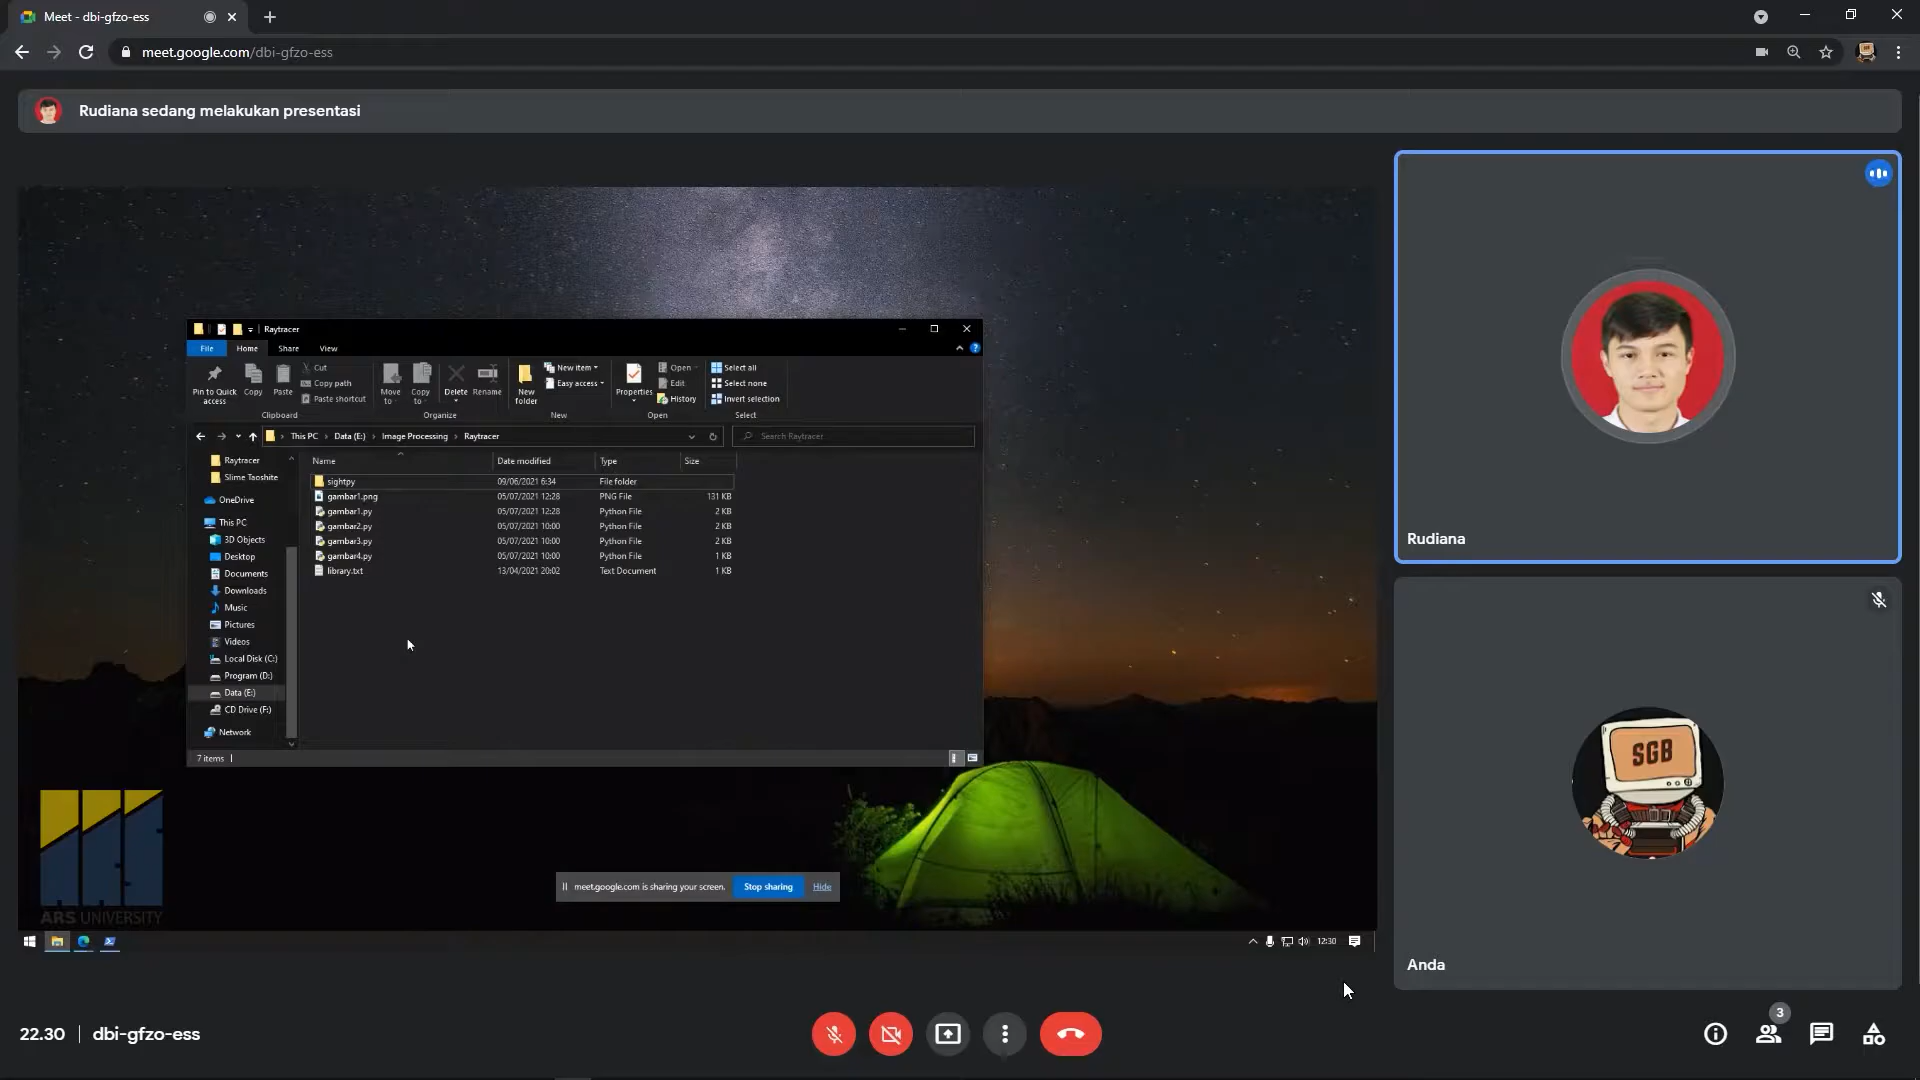 Meet - dbi-gfzo-ess
meet.google.com/dbi-gfzo-ess
Rudiana sedang melakukan presentasi
Raytracer
File Home Share View
Pin to Quick access
Copy
Paste
Cut
Copy path
Paste shortcut
Clipboard
Move to
Copy to
Delete
Rename
Organize
New folder
New item
Easy access
New
Properties
Open
Edit
History
Open
Select all
Select none
Invert selection
Select
This PC > Data (E:) > Image Processing > Raytracer
Search Raytracer
Raytracer
Slime Taoshite
OneDrive
This PC
3D Objects
Desktop
Documents
Downloads
Music
Pictures
Videos
Local Disk (C:)
Program (D:)
Data (E:)
CD Drive (F:)
Network
Name Date modified Type Size
sightpy 09/06/2021 6:34 File folder
gambar1.png 05/07/2021 12:28 PNG File 131 KB
gambar1.py 05/07/2021 12:28 Python File 2 KB
gambar2.py 05/07/2021 10:00 Python File 2 KB
gambar3.py 05/07/2021 10:00 Python File 2 KB
gambar4.py 05/07/2021 10:00 Python File 1 KB
library.txt 13/04/2021 20:02 Text Document 1 KB
7 items
ARS UNIVERSITY
meet.google.com is sharing your screen. Stop sharing Hide
12:30
Rudiana
SGB
Anda
22.30 | dbi-gfzo-ess
3